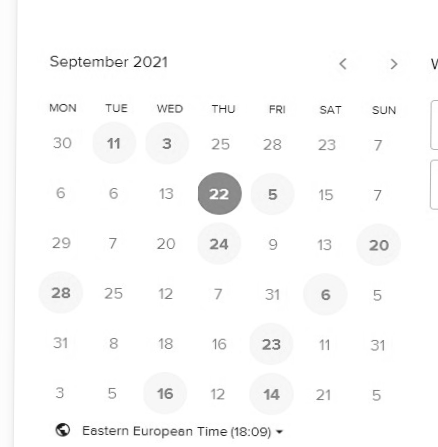 September 2021
MON TUE WED THU FRI SAT SUN
30 11 3 25 28 23 7
6 6 13 22 5 15 7
29 7 20 24 9 13 20
28 25 12 7 31 6 5
31 8 18 16 23 11 31
3 5 16 12 14 21 5
Eastern European Time (18:09)